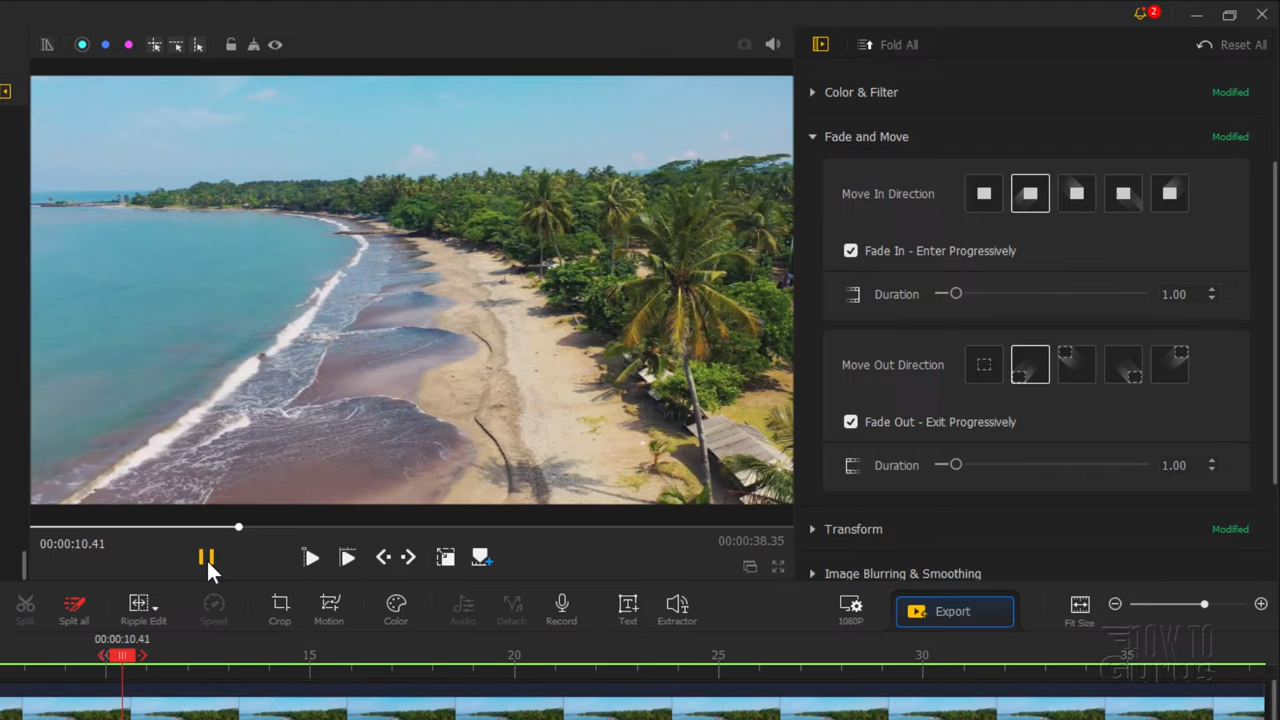 2
Fold All
Reset All
Color & Filter
Modified
Fade and Move
Modified
Move In Direction
Fade In - Enter Progressively
Duration
1.00
Move Out Direction
Fade Out - Exit Progressively
Duration
1.00
Transform
Modified
Image Blurring & Smoothing
00:00:10.41
00:00:38.35
Split
Split all
Ripple Edit
Speed
Crop
Motion
Color
Audio
Detach
Record
Text
Extractor
1080P
Export
Fit Size
00:00:10.41
15
20
25
30
35
HOW TO
GURUS